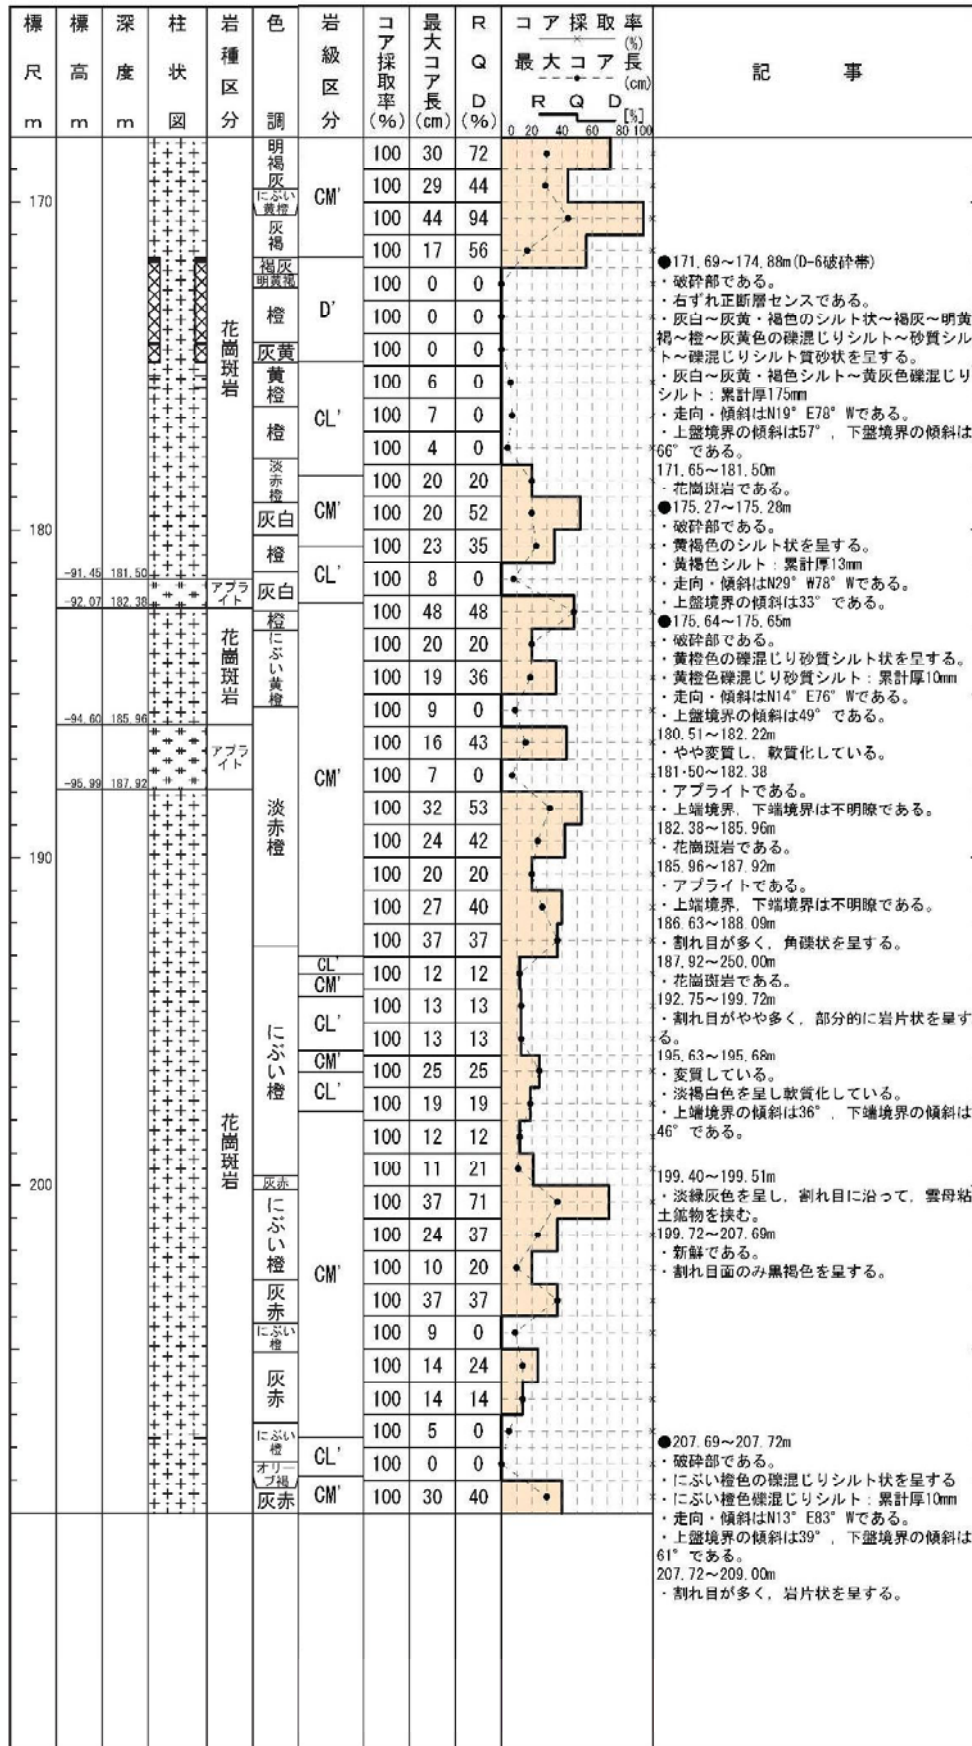 標尺m 標高m 深度m 柱状図 岩種区分 色調 岩級区分 コア採取率(%) 最大コア長(cm) RQD(%) コア採取率(%) 最大コア長(cm) RQD[%] 記事
0 20 40 60 80 100
明褐灰
にぶい黄橙
灰褐
褐灰
明黄褐
橙
灰黄
黄橙
橙
淡赤橙
灰白
橙
灰白
橙
にぶい黄橙
淡赤橙
にぶい橙
灰赤
にぶい橙
灰赤
にぶい橙
灰赤
にぶい橙
オリーブ褐
灰赤
170
180
190
200
-91.45 181.50
-92.07 182.38
-94.60 185.96
-95.99 187.92
花崗斑岩
アプライト
花崗斑岩
アプライト
花崗斑岩
CM'
D'
CL'
CM'
CL'
CM'
CL'
CM'
CL'
CM'
CL'
CM'
CL'
CM'
100 30 72
100 29 44
100 44 94
100 17 56
100 0 0
100 0 0
100 0 0
100 6 0
100 7 0
100 4 0
100 20 20
100 20 52
100 23 35
100 8 0
100 48 48
100 20 20
100 19 36
100 9 0
100 16 43
100 7 0
100 32 53
100 24 42
100 20 20
100 27 40
100 37 37
100 12 12
100 13 13
100 13 13
100 25 25
100 19 19
100 12 12
100 11 21
100 37 71
100 24 37
100 10 20
100 37 37
100 9 0
100 14 24
100 14 14
100 5 0
100 0 0
100 30 40
●171.69～174.88m(D-6破砕帯)
・破砕部である。
・右ずれ正断層センスである。
・灰白～灰黄・褐色のシルト状～褐灰～明黄
褐～橙～灰黄色の礫混じりシルト～砂質シル
ト～礫混じりシルト質砂状を呈する。
・灰白～灰黄・褐色シルト～黄灰色礫混じり
シルト：累計厚175mm
・走向・傾斜はN19°E78°Wである。
・上盤境界の傾斜は57°，下盤境界の傾斜は
66°である。
171.65～181.50m
・花崗斑岩である。
●175.27～175.28m
・破砕部である。
・黄褐色のシルト状を呈する。
・黄褐色シルト：累計厚13mm
・走向・傾斜はN29°W78°Wである。
・上盤境界の傾斜は33°である。
●175.64～175.65m
・破砕部である。
・黄橙色の礫混じり砂質シルト状を呈する。
・黄橙色礫混じり砂質シルト：累計厚10mm
・走向・傾斜はN14°E76°Wである。
・上盤境界の傾斜は49°である。
180.51～182.22m
・やや変質し，軟質化している。
181.50～182.38
・アプライトである。
・上端境界，下端境界は不明瞭である。
182.38～185.96m
・花崗斑岩である。
185.96～187.92m
・アプライトである。
・上端境界，下端境界は不明瞭である。
186.63～188.09m
・割れ目が多く，角礫状を呈する。
187.92～250.00m
・花崗斑岩である。
192.75～199.72m
・割れ目がやや多く，部分的に岩片状を呈す
る。
195.63～195.68m
・変質している。
・淡褐白色を呈し軟質化している。
・上端境界の傾斜は36°，下端境界の傾斜は
46°である。
199.40～199.51m
・淡緑灰色を呈し，割れ目に沿って，雲母粘
土鉱物を挟む。
199.72～207.69m
・新鮮である。
・割れ目面のみ黒褐色を呈する。
●207.69～207.72m
・破砕部である。
・にぶい橙色の礫混じりシルト状を呈する
・にぶい橙色礫混じりシルト：累計厚10mm
・走向・傾斜はN13°E83°Wである。
・上盤境界の傾斜は39°，下盤境界の傾斜は
61°である。
207.72～209.00m
・割れ目が多く，岩片状を呈する。